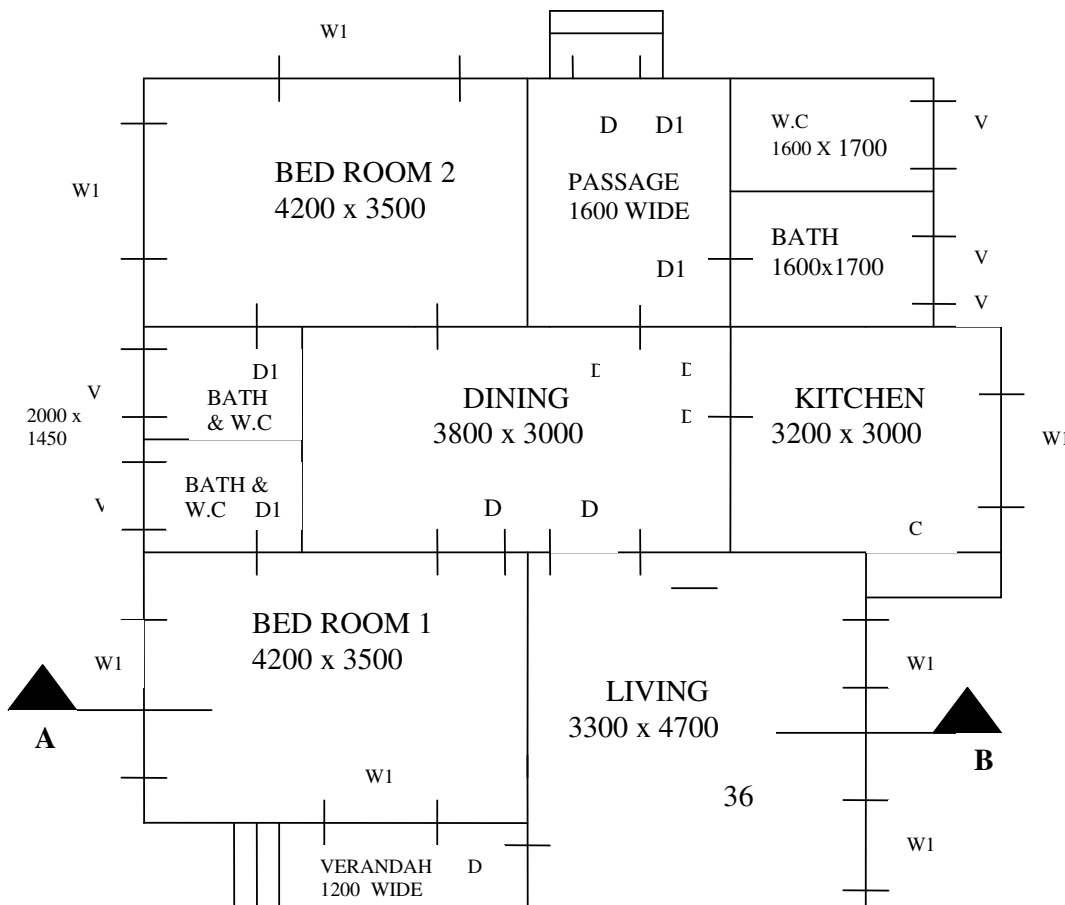 W1
D D1
W.C
1600 X 1700
V
BED ROOM 2
4200 x 3500
W1
PASSAGE
1600 WIDE
BATH
1600x1700
V
D1
V
D1
BATH
& W.C
V
2000 x
1450
DINING
3800 x 3000
KITCHEN
3200 x 3000
W1
BATH &
W.C D1
D D
C
BED ROOM 1
4200 x 3500
W1
W1
LIVING
3300 x 4700
A
B
W1
36
W1
VERANDAH D
1200 WIDE